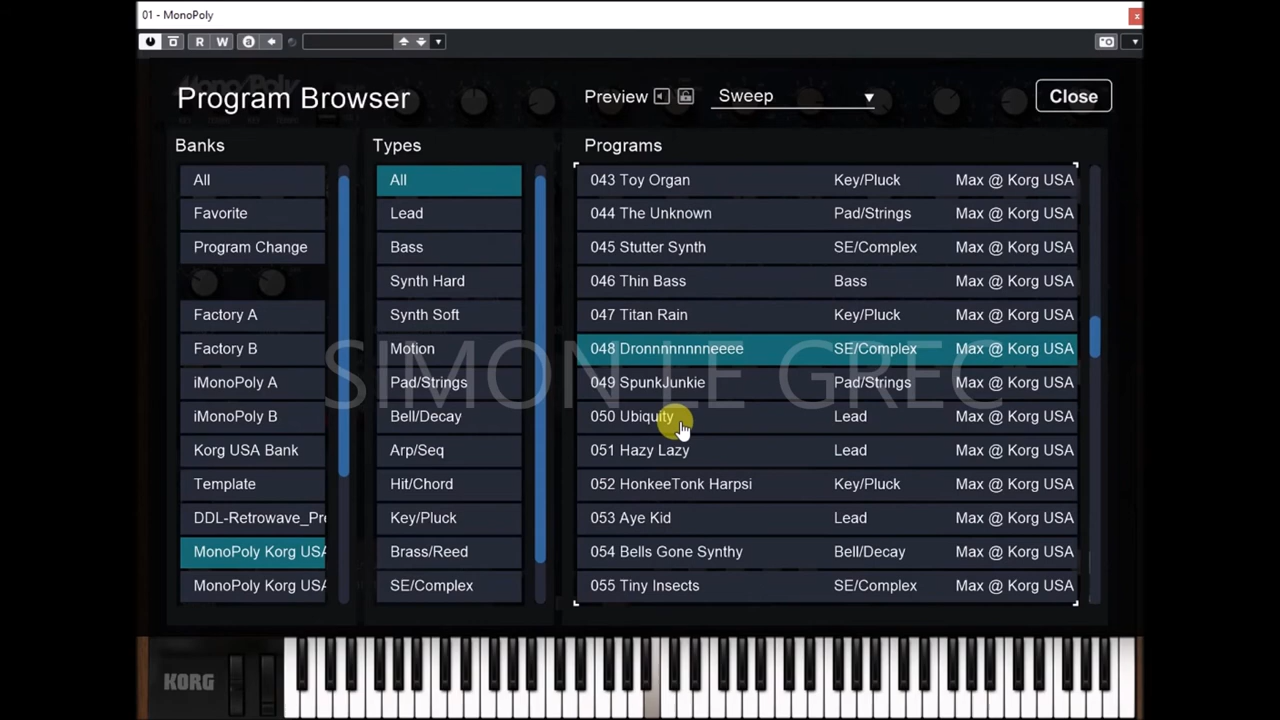 01 - MonoPoly
R W a
Mono/Poly
Program Browser
Preview Sweep Close
Banks Types Programs
All All 043 Toy Organ Key/Pluck Max @ Korg USA
Favorite Lead 044 The Unknown Pad/Strings Max @ Korg USA
Program Change Bass 045 Stutter Synth SE/Complex Max @ Korg USA
Synth Hard 046 Thin Bass Bass Max @ Korg USA
Factory A Synth Soft 047 Titan Rain Key/Pluck Max @ Korg USA
Factory B Motion 048 Dronnnnnnneeee SE/Complex Max @ Korg USA
SIMON LE GREC
iMonoPoly A Pad/Strings 049 SpunkJunkie Pad/Strings Max @ Korg USA
iMonoPoly B Bell/Decay 050 Ubiquity Lead Max @ Korg USA
Korg USA Bank Arp/Seq 051 Hazy Lazy Lead Max @ Korg USA
Template Hit/Chord 052 HonkeeTonk Harpsi Key/Pluck Max @ Korg USA
DDL-Retrowave_Pre Key/Pluck 053 Aye Kid Lead Max @ Korg USA
MonoPoly Korg USA Brass/Reed 054 Bells Gone Synthy Bell/Decay Max @ Korg USA
MonoPoly Korg USA SE/Complex 055 Tiny Insects SE/Complex Max @ Korg USA
KORG